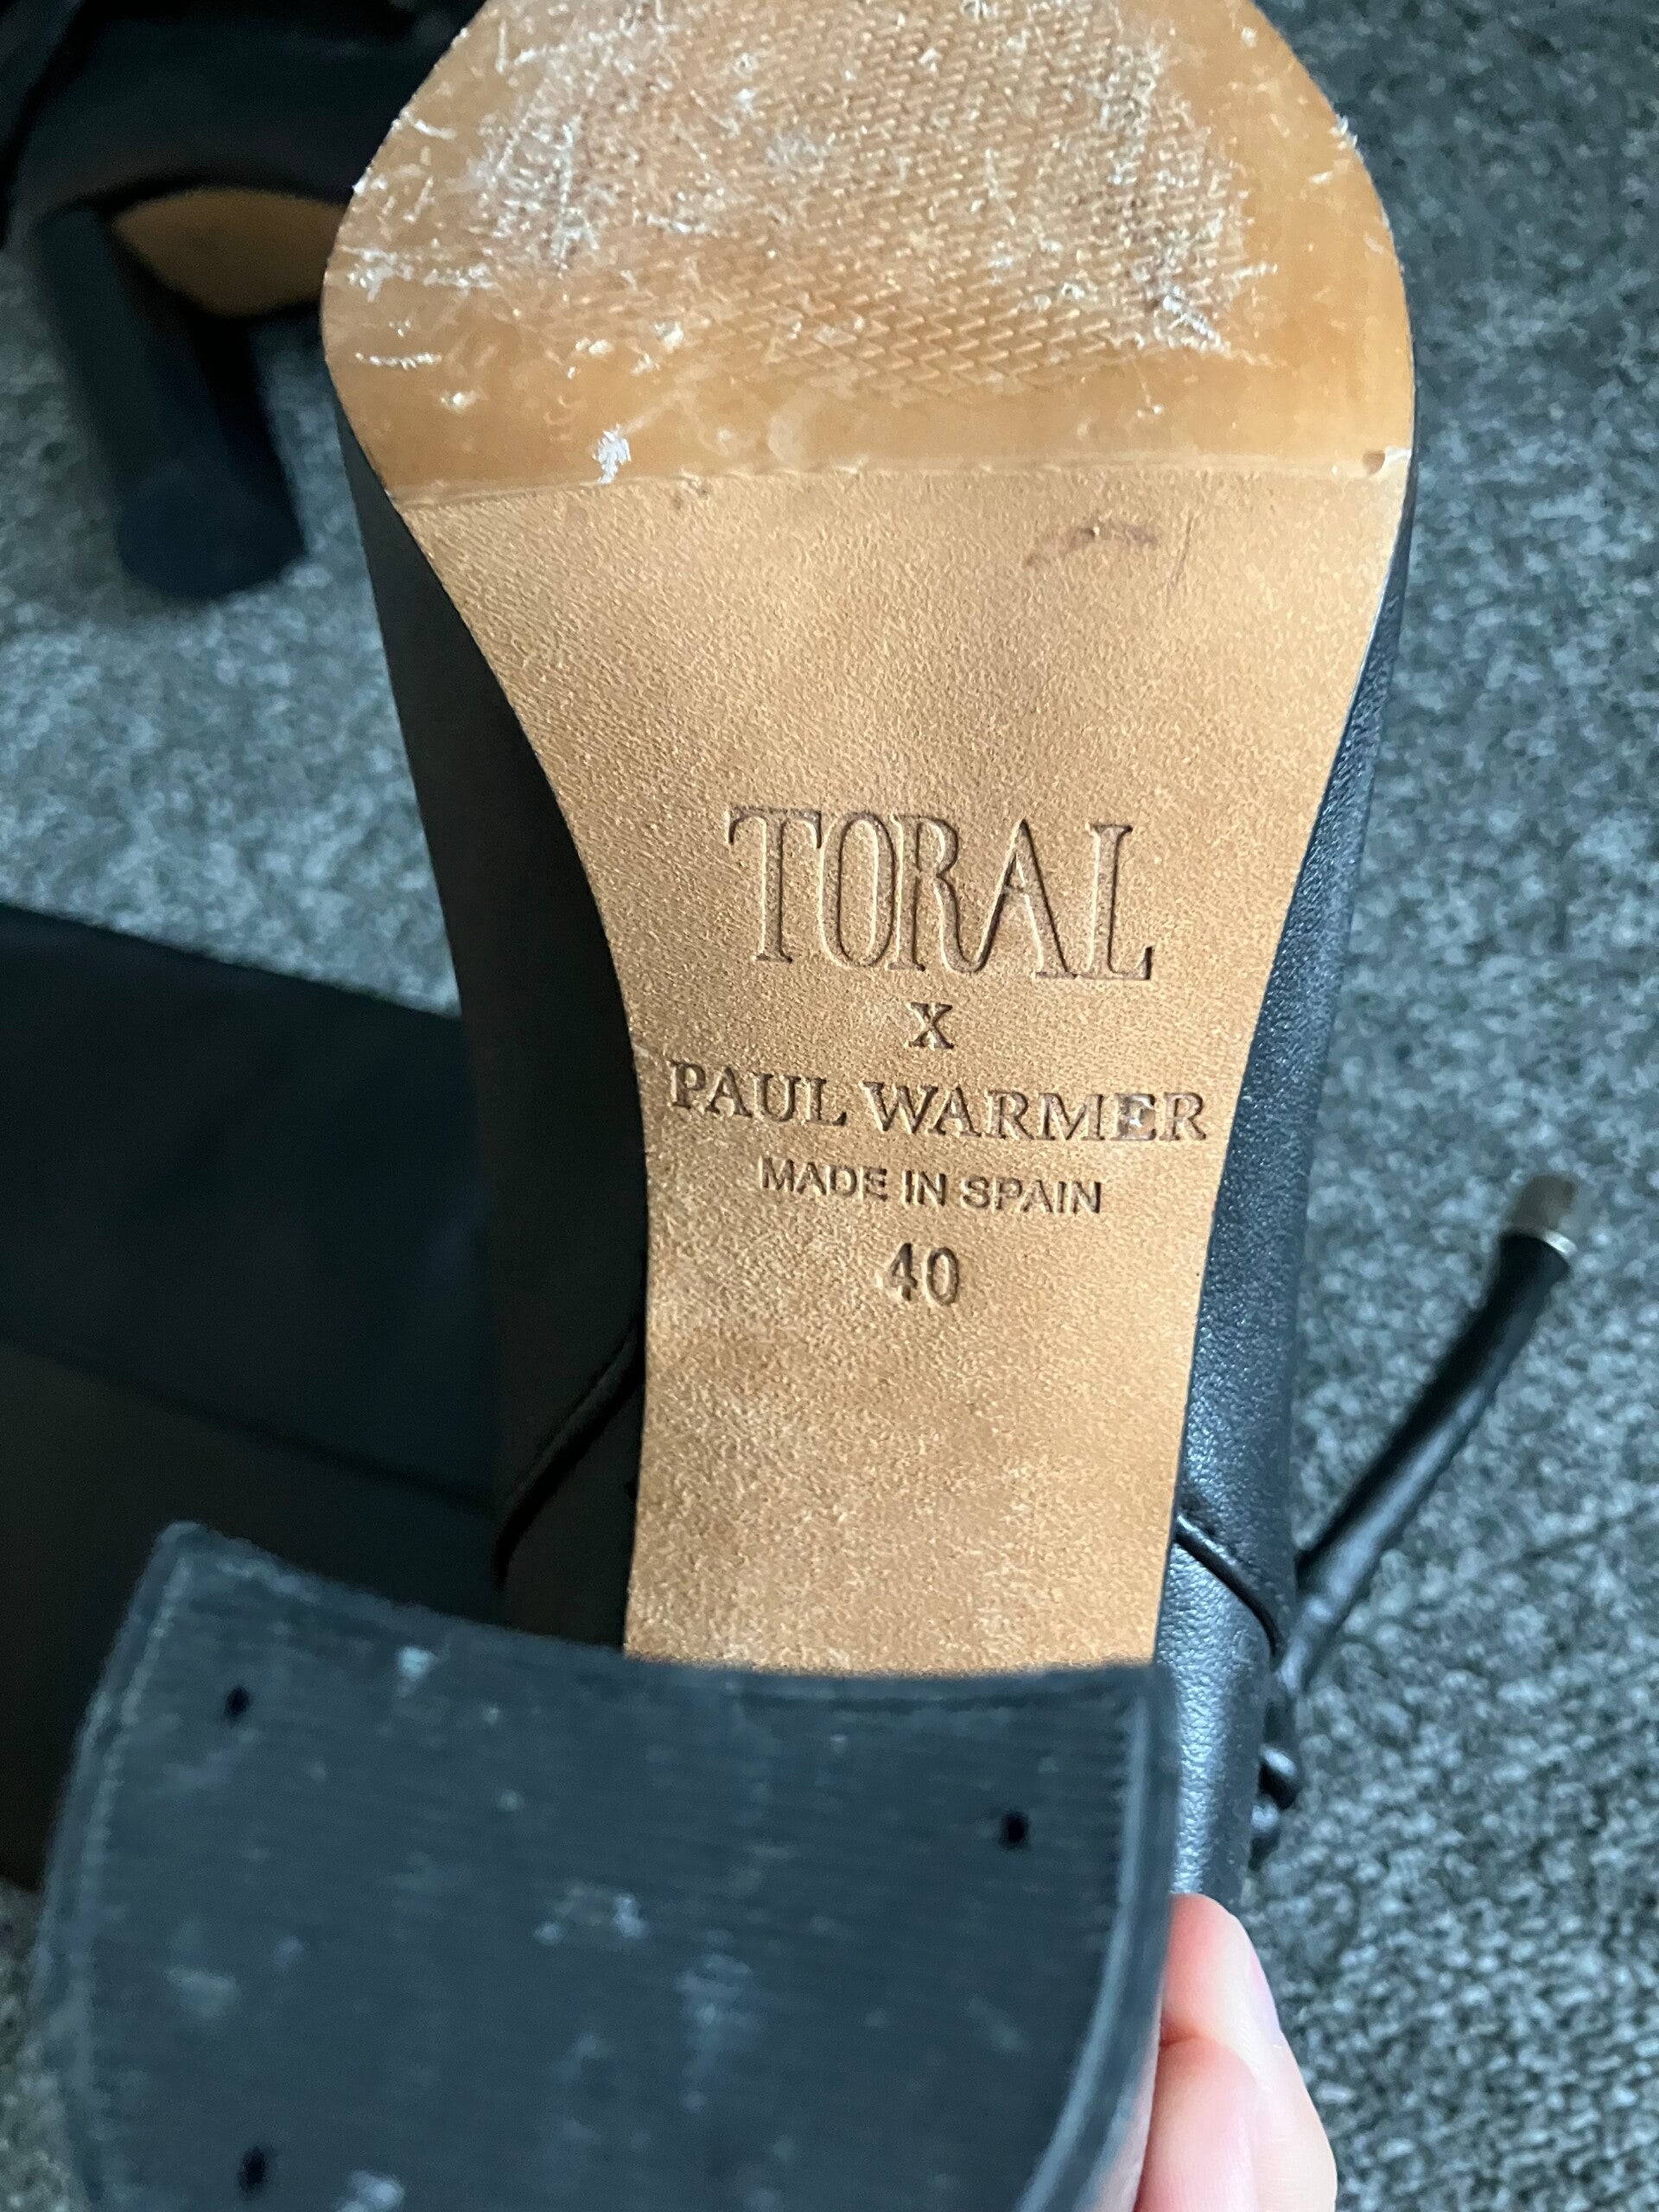 TORAL
X
PAUL WARMER
MADE IN SPAIN
40